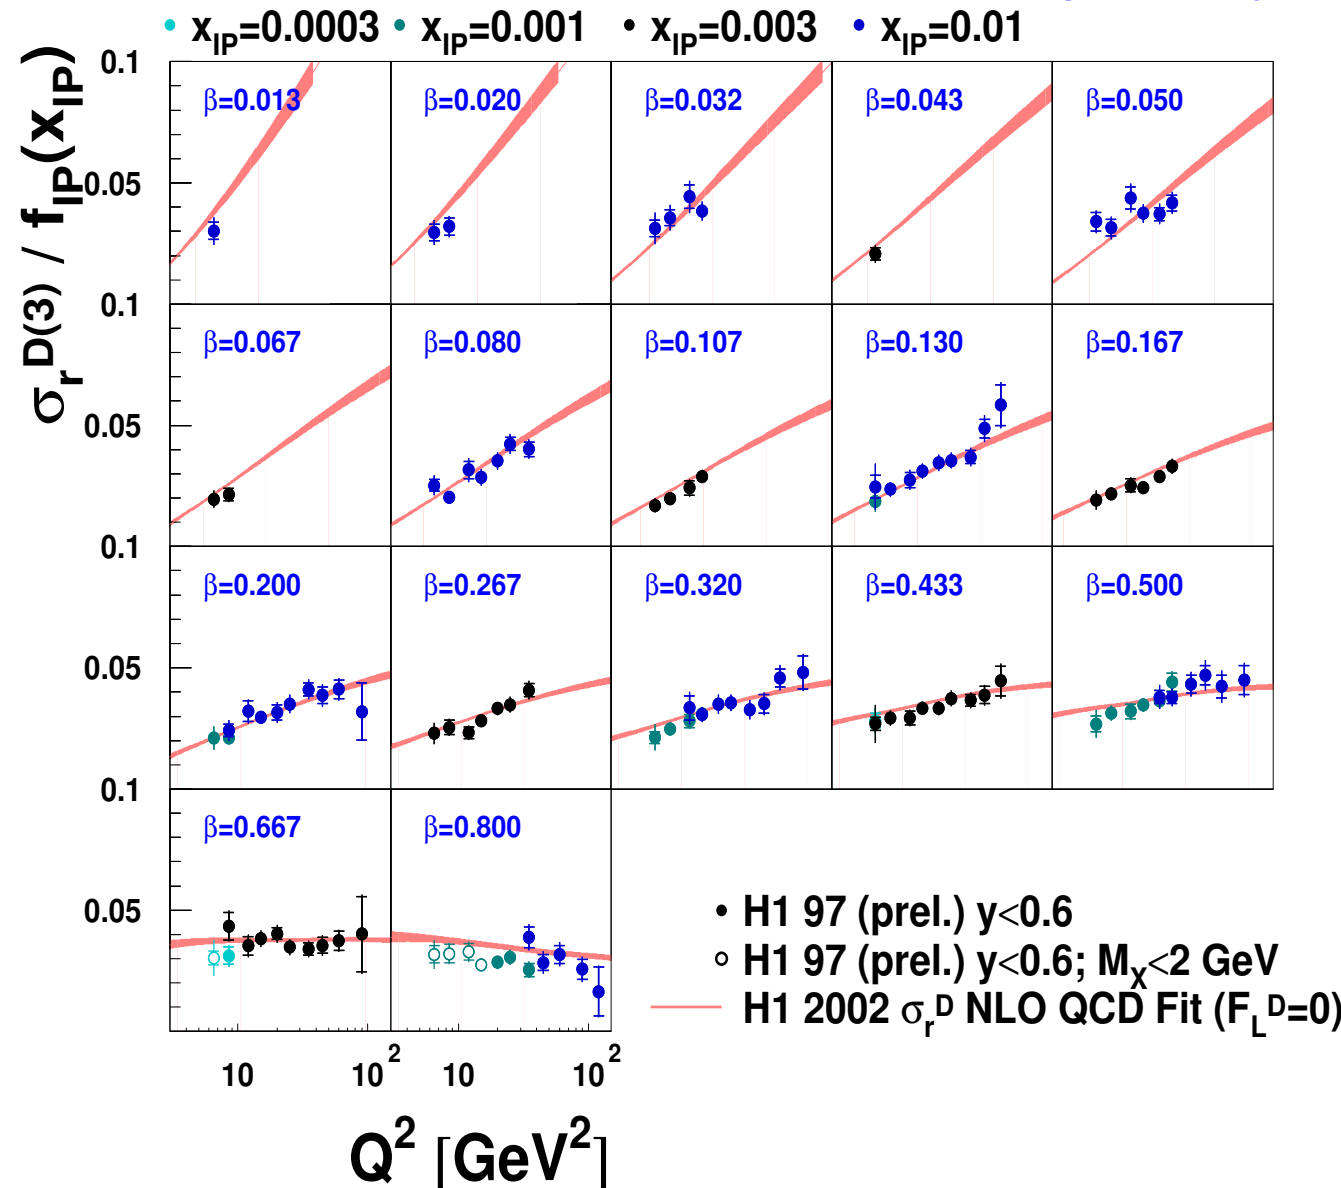 x_IP=0.0003 x_IP=0.001 x_IP=0.003 x_IP=0.01
σ_r^D(3) / f_IP(x_IP)
0.1
β=0.013 β=0.020 β=0.032 β=0.043 β=0.050
0.05
0.1
β=0.067 β=0.080 β=0.107 β=0.130 β=0.167
0.05
0.1
β=0.200 β=0.267 β=0.320 β=0.433 β=0.500
0.05
0.1
β=0.667 β=0.800
0.05
H1 97 (prel.) y<0.6
H1 97 (prel.) y<0.6; M_X<2 GeV
H1 2002 σ_r^D NLO QCD Fit (F_L^D=0)
10 10^2 10 10^2
Q^2 [GeV^2]